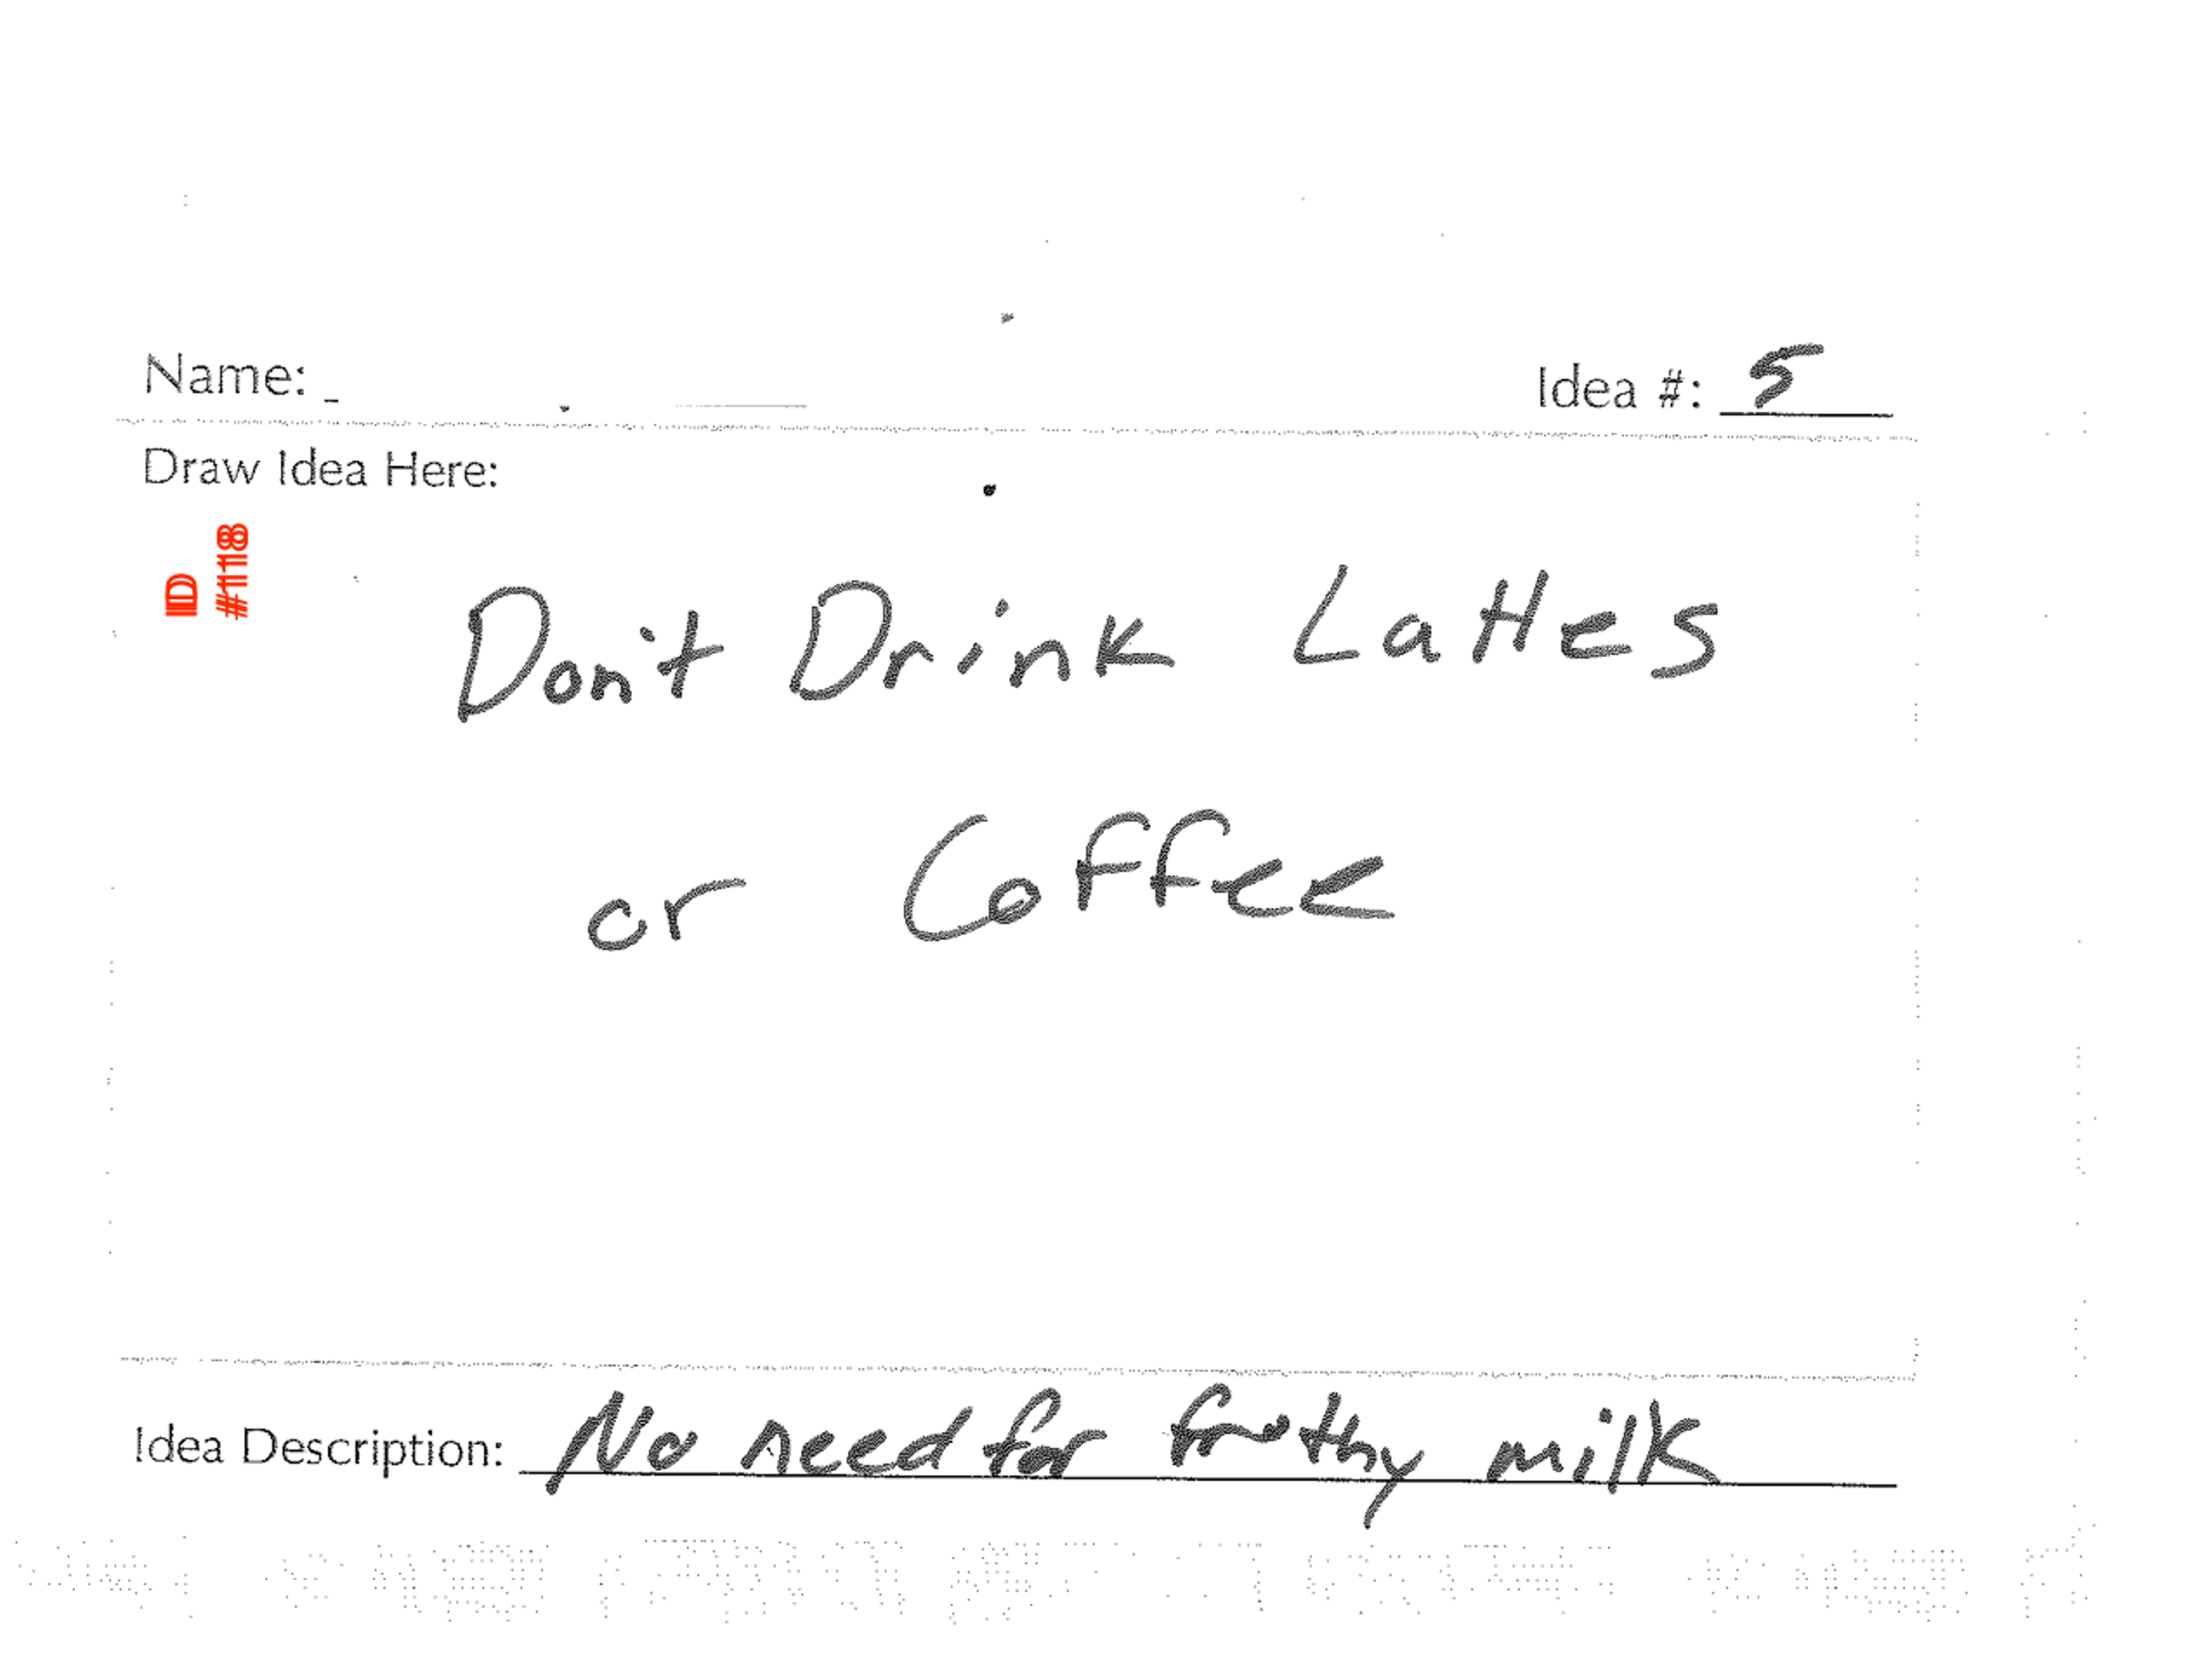 Name:
Idea #: 5
Draw Idea Here:
ID
#1118
Don't Drink Lattes
or Coffee
Idea Description: No need for frothy milk